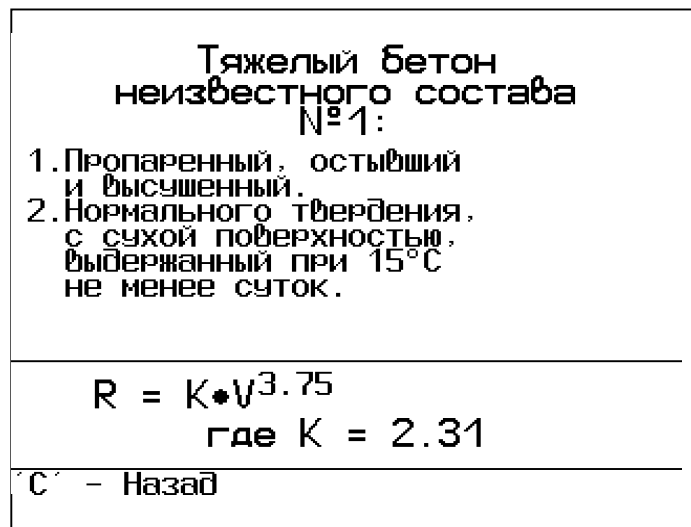 Тяжелый бетон
неизвестного состава
№1:
1.Пропаренный, остывший
и высушенный.
2.Нормального твердения,
с сухой поверхностью,
выдержанный при 15°C
не менее суток.
R = K•V^3.75
где K = 2.31
´C´ - Назад